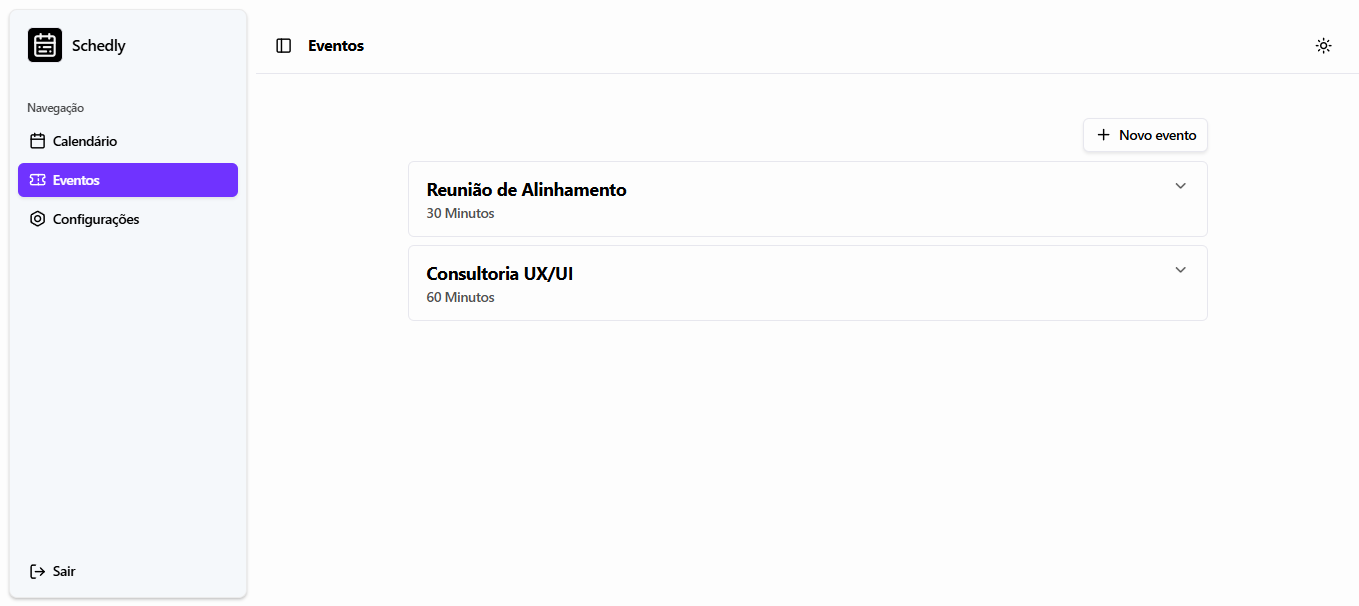 Schedly
Navegação
Calendário
Eventos
Configurações
Sair
Eventos
Novo evento
Reunião de Alinhamento
30 Minutos
Consultoria UX/UI
60 Minutos